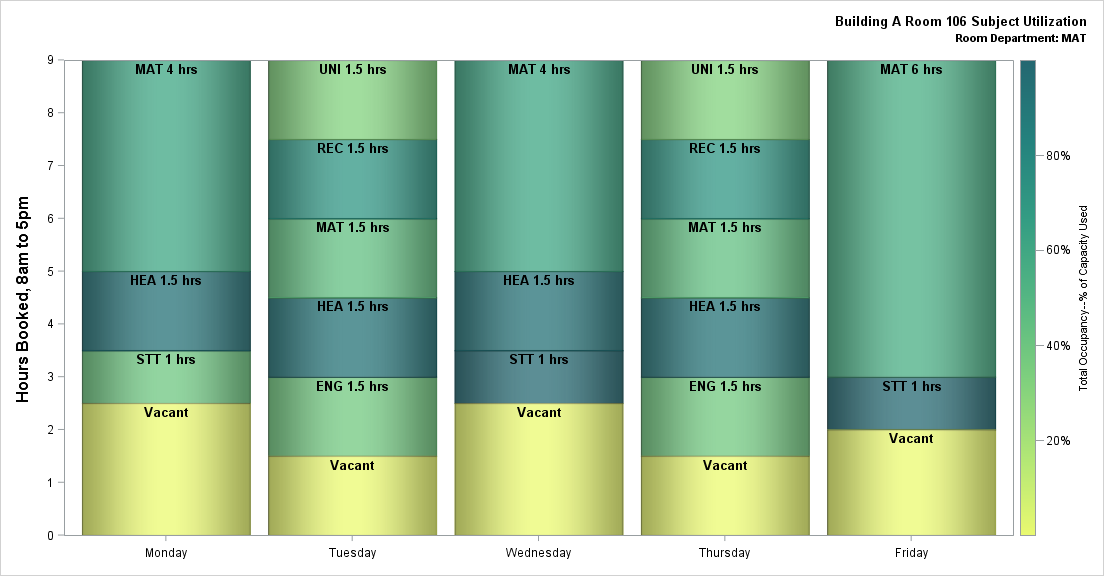 Building A Room 106 Subject Utilization
Room Department: MAT
Hours Booked, 8am to 5pm
9
8
7
6
5
4
3
2
1
0
MAT 4 hrs
HEA 1.5 hrs
STT 1 hrs
Vacant
UNI 1.5 hrs
REC 1.5 hrs
MAT 1.5 hrs
HEA 1.5 hrs
ENG 1.5 hrs
Vacant
MAT 4 hrs
HEA 1.5 hrs
STT 1 hrs
Vacant
UNI 1.5 hrs
REC 1.5 hrs
MAT 1.5 hrs
HEA 1.5 hrs
ENG 1.5 hrs
Vacant
MAT 6 hrs
STT 1 hrs
Vacant
Monday
Tuesday
Wednesday
Thursday
Friday
80%
60%
40%
20%
Total Occupancy--% of Capacity Used